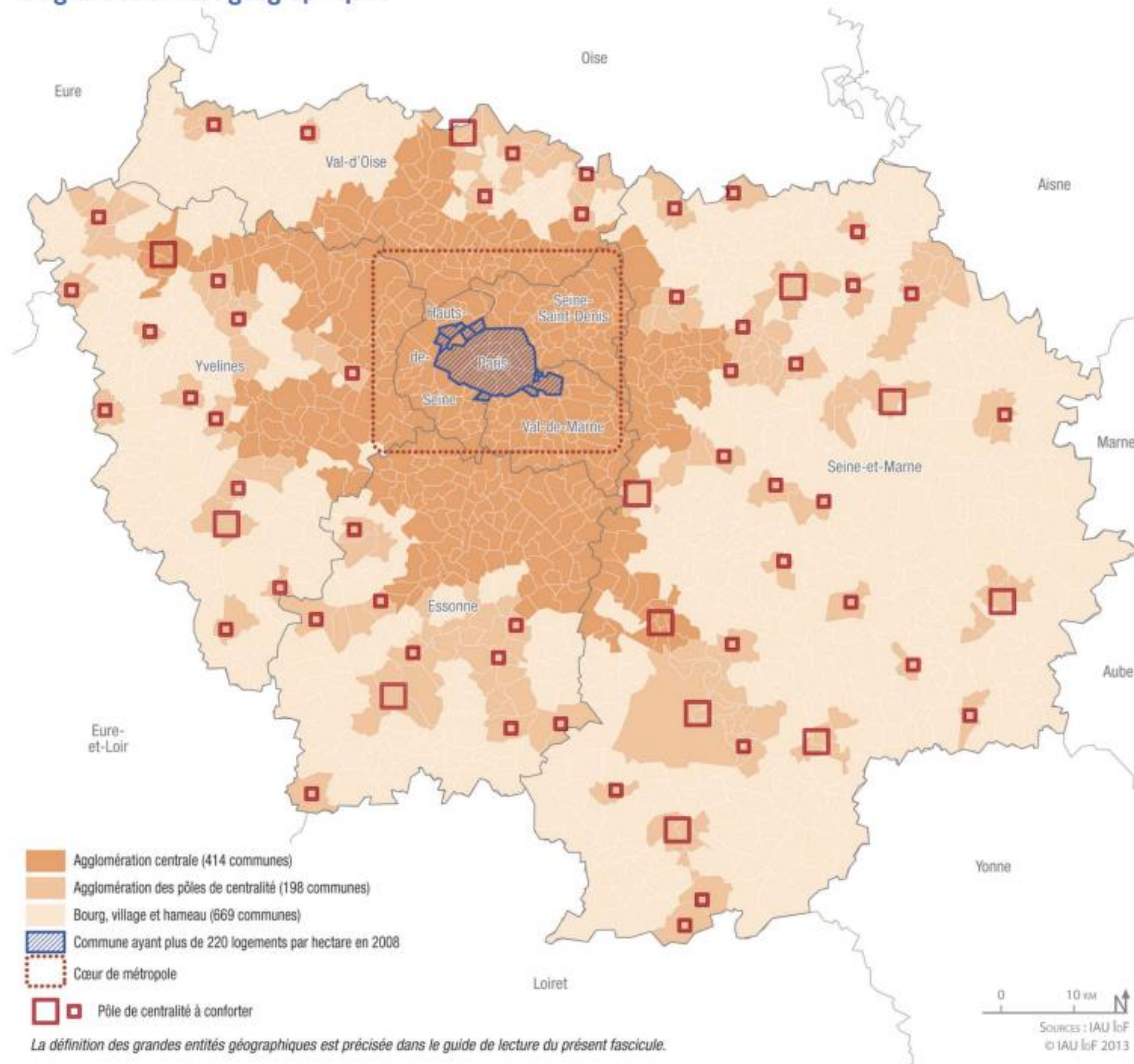 Oise
Eure
Val-d'Oise
Aisne
Hauts-
Seine-
Saint-Denis
de-
Paris
Yvelines
Seine
Val-de-Marne
Marne
Seine-et-Marne
Essonne
Aube
Eure-
et-Loir
Yonne
Loiret
Agglomération centrale (414 communes)
Agglomération des pôles de centralité (198 communes)
Bourg, village et hameau (669 communes)
Commune ayant plus de 220 logements par hectare en 2008
Cœur de métropole
Pôle de centralité à conforter
La définition des grandes entités géographiques est précisée dans le guide de lecture du présent fascicule.
0 10 KM N
SOURCES : IAU îdF
© IAU îdF 2013